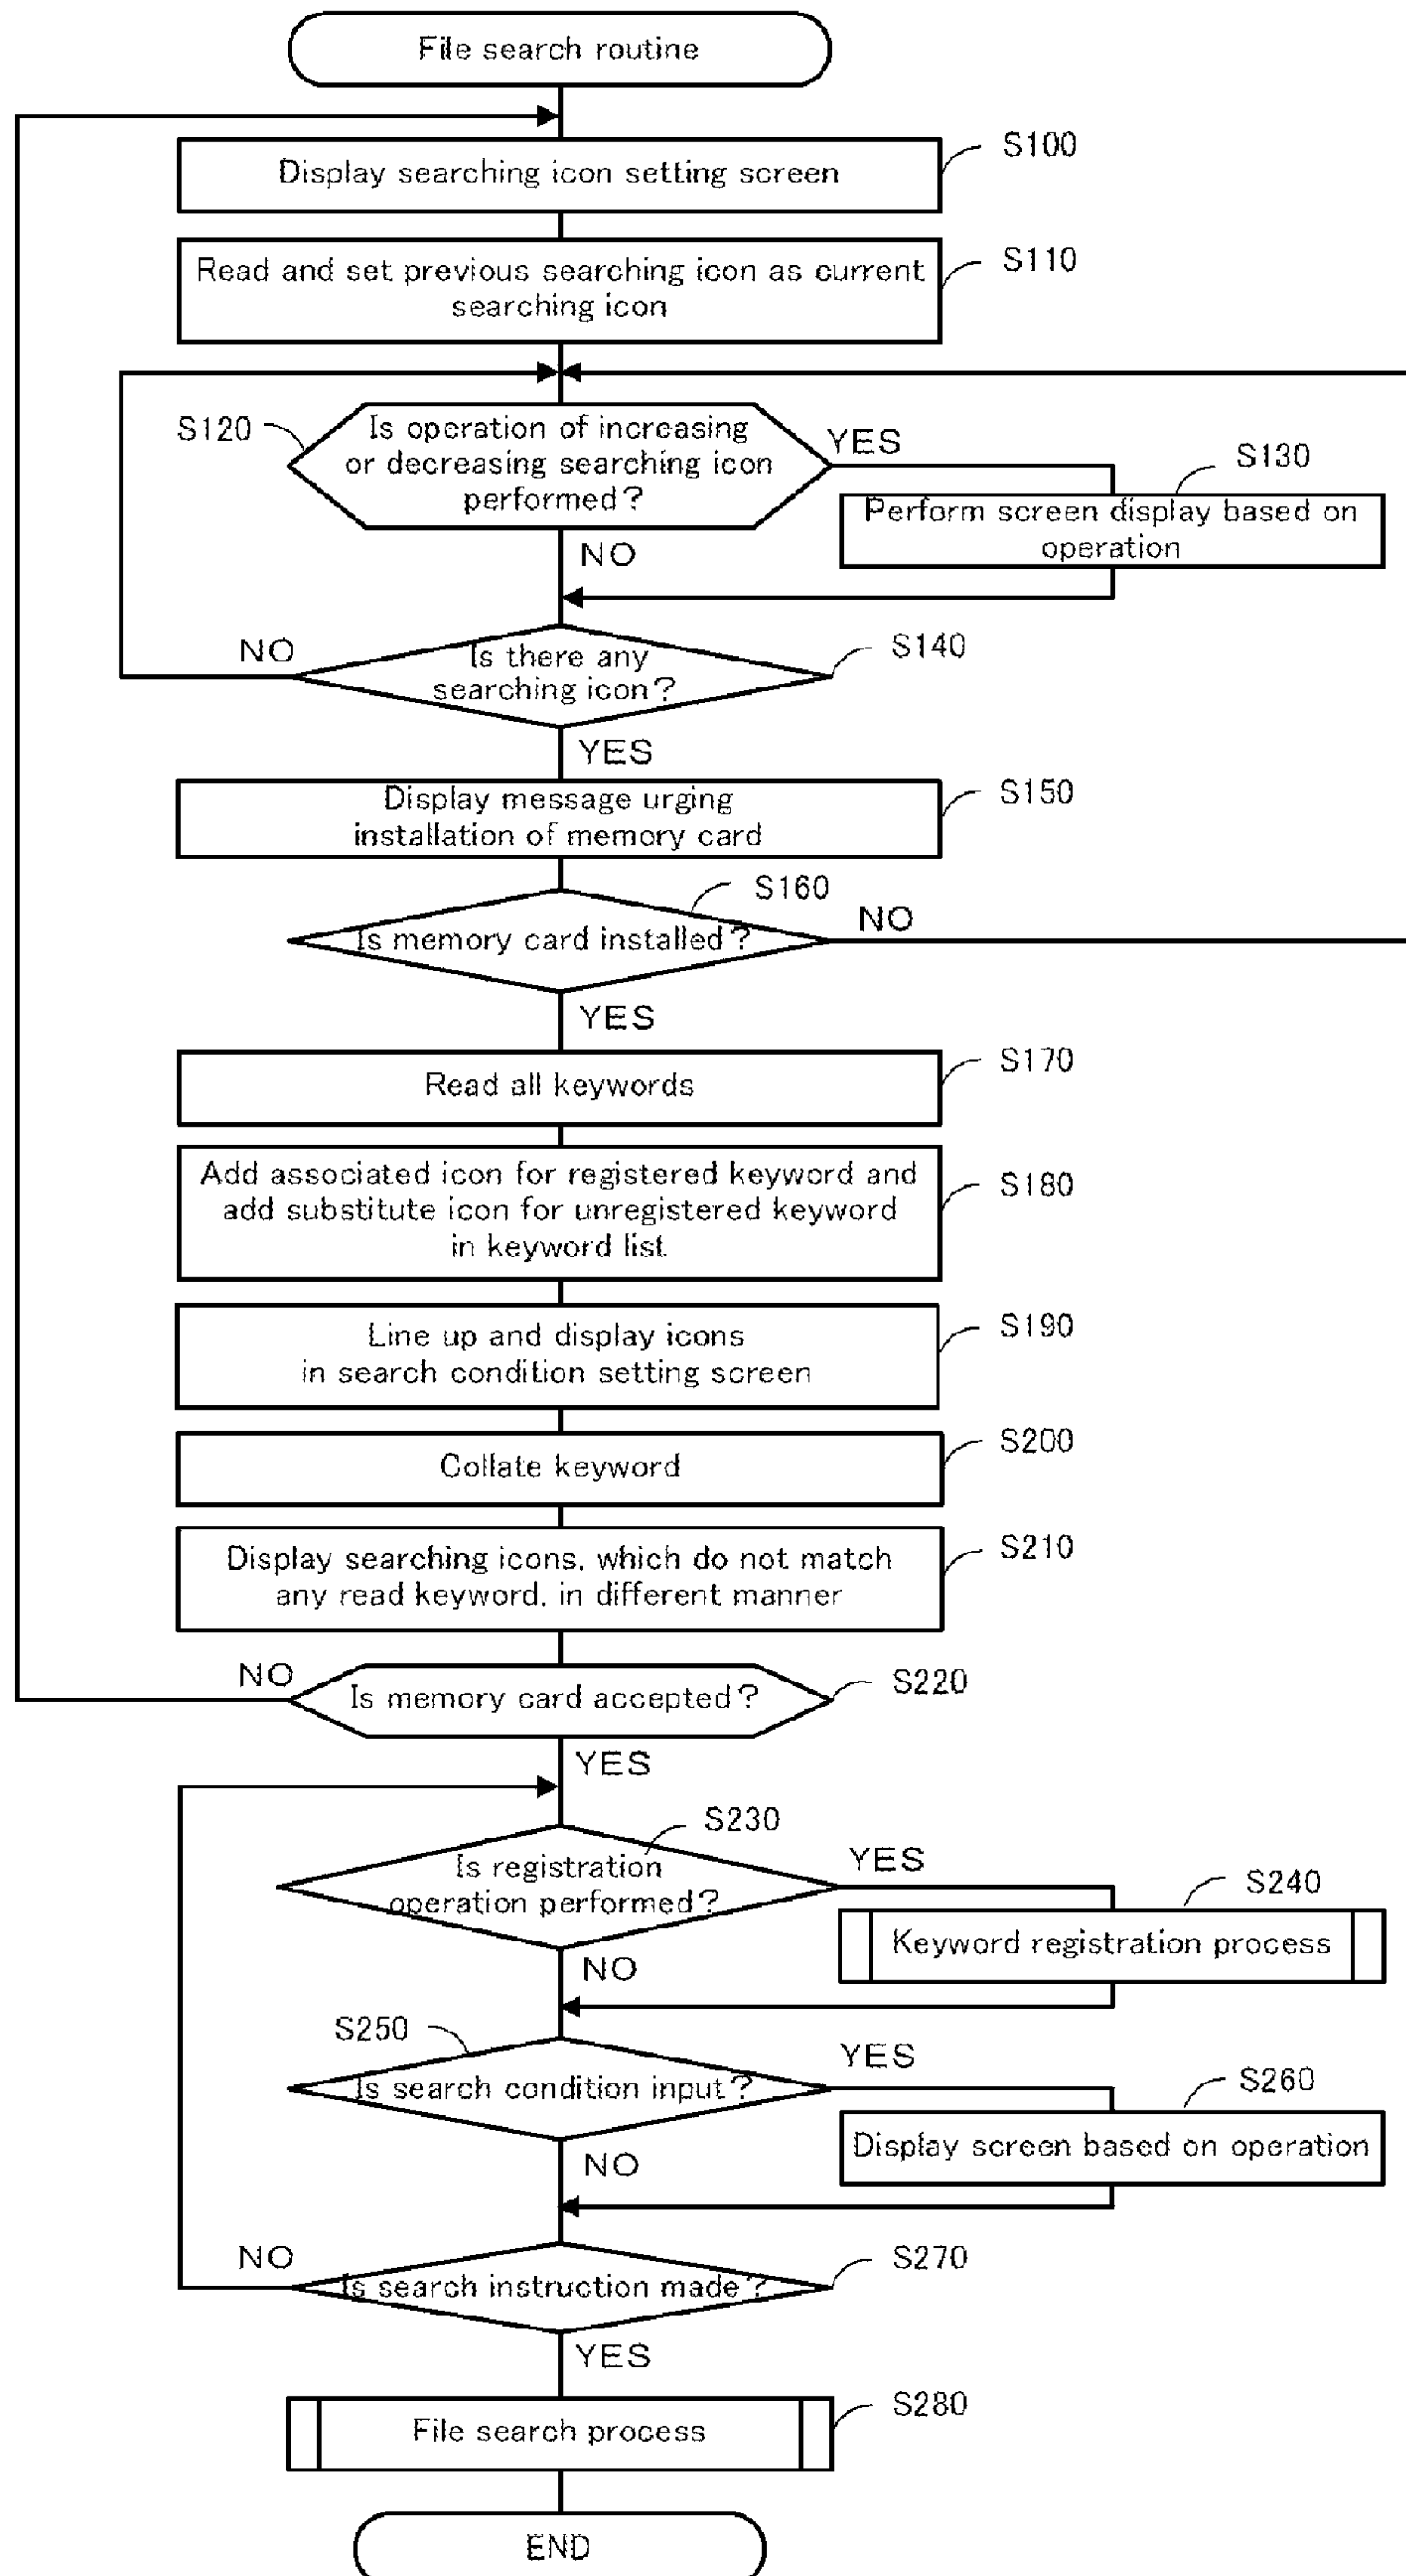 File search routine
Display searching icon setting screen
S100
Read and set previous searching icon as current
searching icon
S110
S120
Is operation of increasing
or decreasing searching icon
performed?
YES
S130
Perform screen display based on
operation
NO
NO
Is there any
searching icon?
S140
YES
Display message urging
installation of memory card
S150
S160
Is memory card installed?
NO
YES
Read all keywords
S170
Add associated icon for registered keyword and
add substitute icon for unregistered keyword
in keyword list
S180
Line up and display icons
in search condition setting screen
S190
Collate keyword
S200
Display searching icons, which do not match
any read keyword, in different manner
S210
NO
Is memory card accepted?
S220
YES
S230
Is registration
operation performed?
YES
S240
Keyword registration process
NO
S250
Is search condition input?
YES
S260
Display screen based on operation
NO
NO
Is search instruction made?
S270
YES
File search process
S280
END